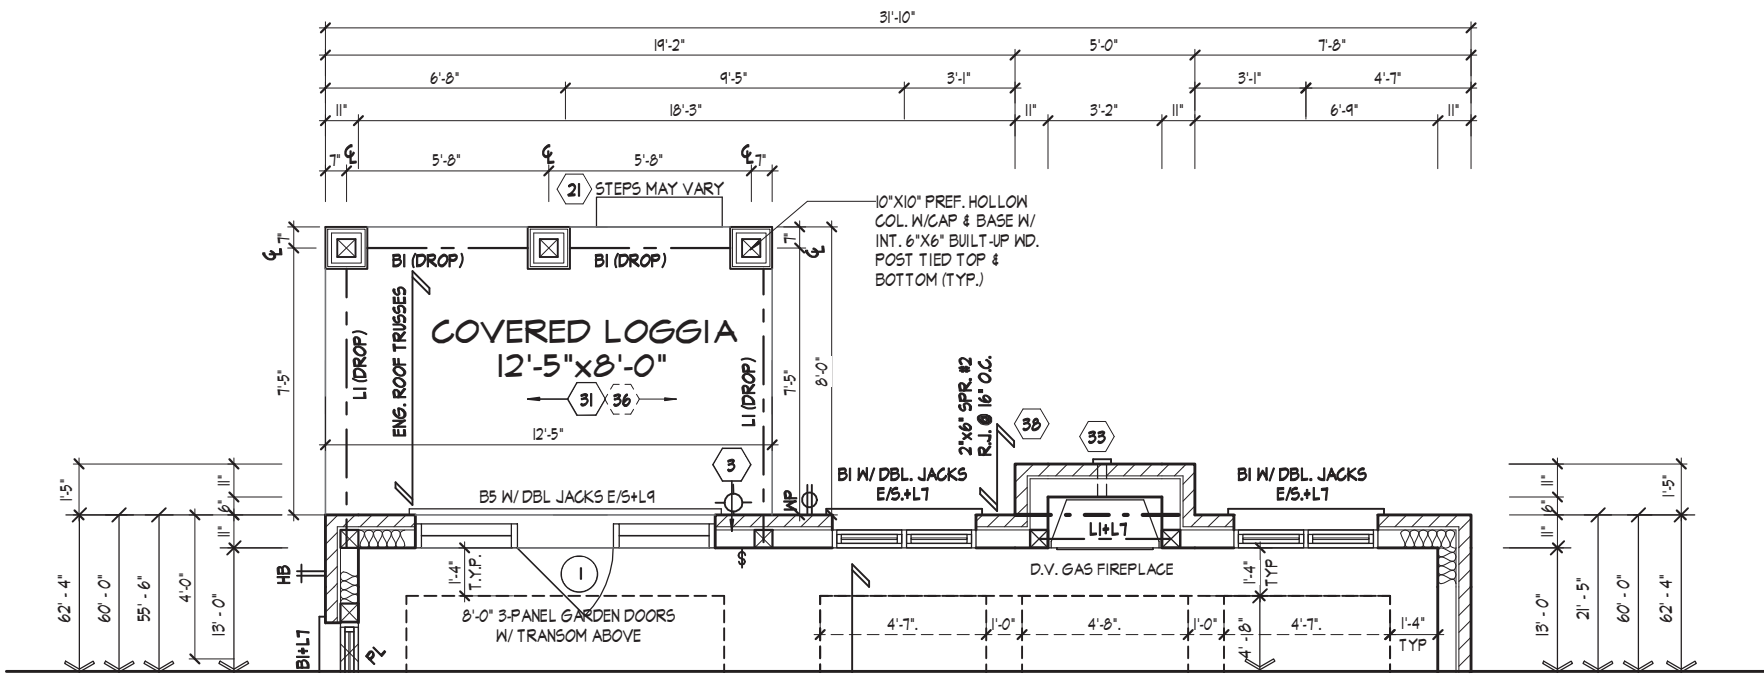 31'-10"
19'-2" 5'-0" 7'-8"
6'-8" 9'-5" 3'-1" 3'-1" 4'-7"
11" 18'-3" 11" 3'-2" 11" 6'-9" 11"
7" ℄ 5'-8" ℄ 5'-8" ℄ 7"
21 STEPS MAY VARY
10"X10" PREF. HOLLOW
COL. W/CAP & BASE W/
INT. 6"X6" BUILT-UP WD.
POST TIED TOP &
BOTTOM (TYP.)
℄ 7"
7" ℄
B1 (DROP) B1 (DROP)
ENG. ROOF TRUSSES
COVERED LOGGIA
12'-5"x8'-0"
L1 (DROP)
L1 (DROP)
7'-5"
7'-5"
8'-0"
31 36
12'-5"
2"x6" SPR. #2
R.J. @ 16" O.C.
38
33
3
B5 W/ DBL JACKS E/S+L9
WP
B1 W/ DBL. JACKS
E/S.+L7
B1 W/ DBL. JACKS
E/S.+L7
1'-5"
11"
6"
11"
11"
6"
11"
1'-5"
L1+L7
$
HB
1'-4"
T.Y.P.
1
D.V. GAS FIREPLACE
1'-4"
TYP
8'-0" 3-PANEL GARDEN DOORS
W/ TRANSOM ABOVE
62' - 4"
60' - 0"
55' - 6"
4'-0"
13' - 0"
B1+L7
PL
4'-7". 1'-0" 4'-8". 1'-0" 4'-7". 1'-4"
TYP
4' -8"
13' - 0"
21' - 5"
60' - 0"
62' - 4"